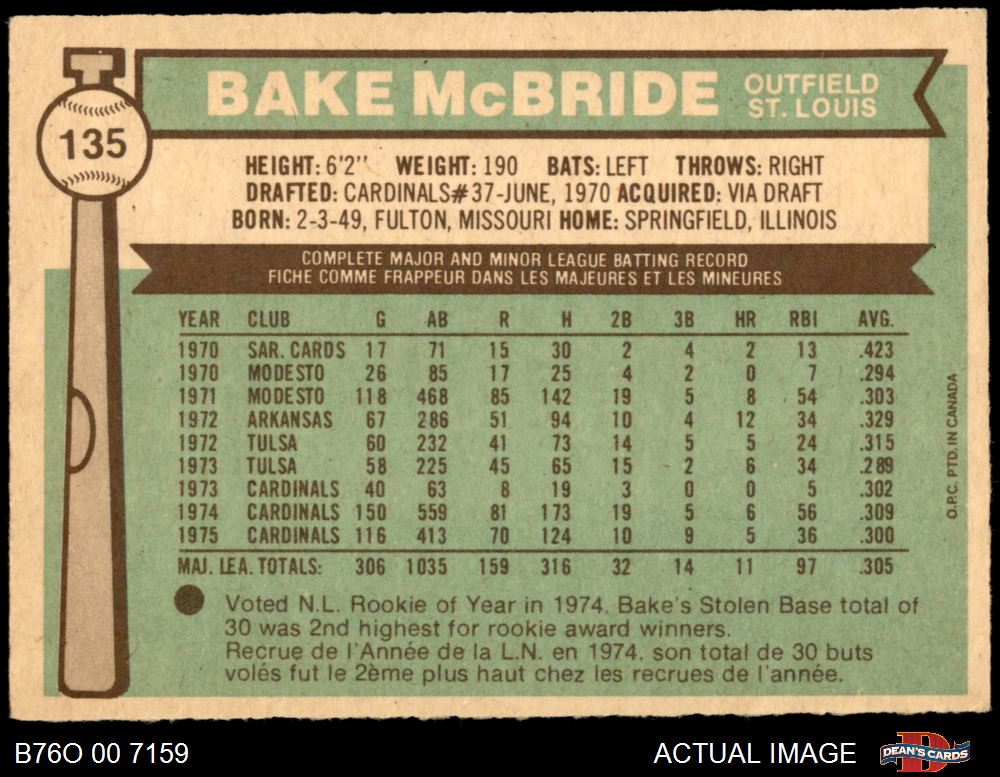 BAKE McBRIDE OUTFIELD
ST. LOUIS
135
HEIGHT: 6'2'' WEIGHT: 190 BATS: LEFT THROWS: RIGHT
DRAFTED: CARDINALS#37-JUNE, 1970 ACQUIRED: VIA DRAFT
BORN: 2-3-49, FULTON, MISSOURI HOME: SPRINGFIELD, ILLINOIS
COMPLETE MAJOR AND MINOR LEAGUE BATTING RECORD
FICHE COMME FRAPPEUR DANS LES MAJEURES ET LES MINEURES
YEAR CLUB G AB R H 2B 3B HR RBI AVG.
1970 SAR. CARDS 17 71 15 30 2 4 2 13 .423
1970 MODESTO 26 85 17 25 4 2 0 7 .294
1971 MODESTO 118 468 85 142 19 5 8 54 .303
1972 ARKANSAS 67 286 51 94 10 4 12 34 .329
1972 TULSA 60 232 41 73 14 5 5 24 .315
1973 TULSA 58 225 45 65 15 2 6 34 .289
1973 CARDINALS 40 63 8 19 3 0 0 5 .302
1974 CARDINALS 150 559 81 173 19 5 6 56 .309
1975 CARDINALS 116 413 70 124 10 9 5 36 .300
MAJ. LEA. TOTALS: 306 1035 159 316 32 14 11 97 .305
Voted N.L. Rookie of Year in 1974. Bake's Stolen Base total of
30 was 2nd highest for rookie award winners.
Recrue de l'Année de la L.N. en 1974, son total de 30 buts
volés fut le 2ème plus haut chez les recrues de l'année.
O.P.C. PTD. IN CANADA
B76O 00 7159
ACTUAL IMAGE
DEAN'S CARDS